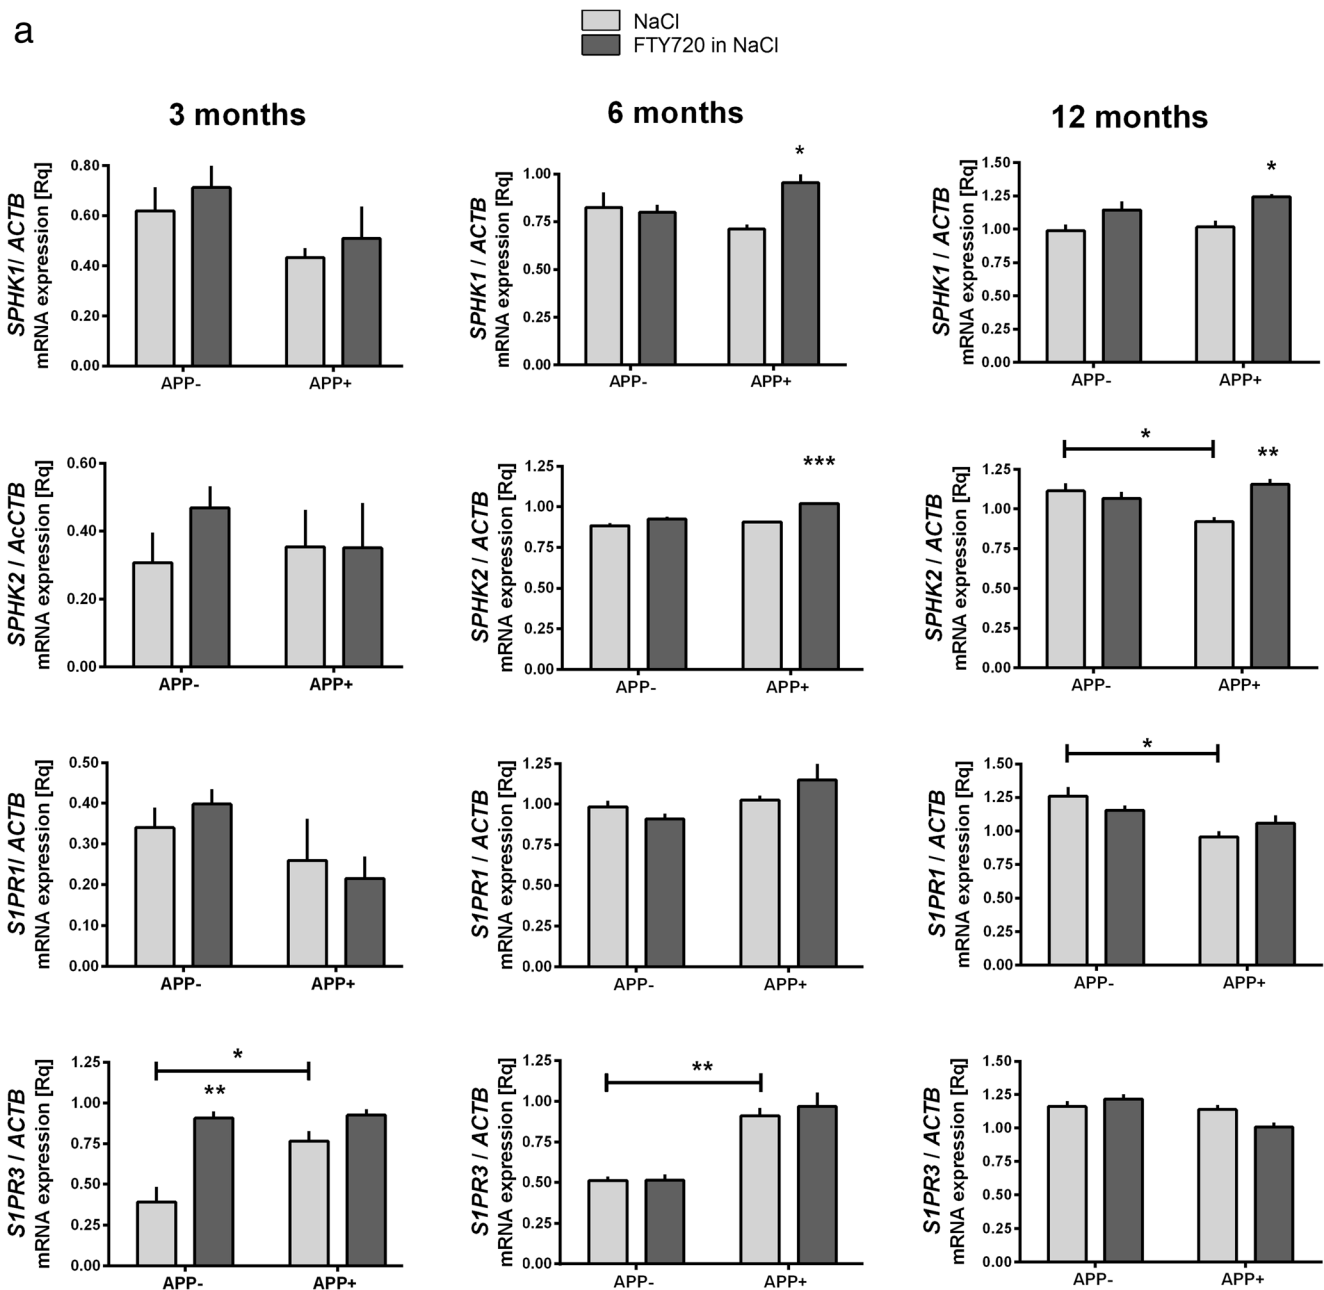 a
NaCl
FTY720 in NaCl
3 months
6 months
12 months
SPHK1/ ACTB
mRNA expression [Rq]
0.80
0.60
0.40
0.20
0.00
APP-
APP+
SPHK1 / ACTB
mRNA expression [Rq]
1.00
0.75
0.50
0.25
0.00
*
APP-
APP+
SPHK1 / ACTB
mRNA expression [Rq]
1.50
1.25
1.00
0.75
0.50
0.25
0.00
*
APP-
APP+
SPHK2 / AcCTB
mRNA expression [Rq]
0.60
0.40
0.20
0.00
APP-
APP+
SPHK2 / ACTB
mRNA expression [Rq]
1.25
1.00
0.75
0.50
0.25
0.00
***
APP-
APP+
SPHK2 / ACTB
mRNA expression [Rq]
1.25
1.00
0.75
0.50
0.25
0.00
*
**
APP-
APP+
S1PR1/ ACTB
mRNA expression [Rq]
0.50
0.40
0.30
0.20
0.10
0.00
APP-
APP+
S1PR1 / ACTB
mRNA expression [Rq]
1.25
1.00
0.75
0.50
0.25
0.00
APP-
APP+
S1PR1 / ACTB
mRNA expression [Rq]
1.50
1.25
1.00
0.75
0.50
0.25
0.00
*
APP-
APP+
S1PR3 / ACTB
mRNA expression [Rq]
1.25
1.00
0.75
0.50
0.25
0.00
*
**
APP-
APP+
S1PR3 / ACTB
mRNA expression [Rq]
1.25
1.00
0.75
0.50
0.25
0.00
**
APP-
APP+
S1PR3 / ACTB
mRNA expression [Rq]
1.50
1.25
1.00
0.75
0.50
0.25
0.00
APP-
APP+